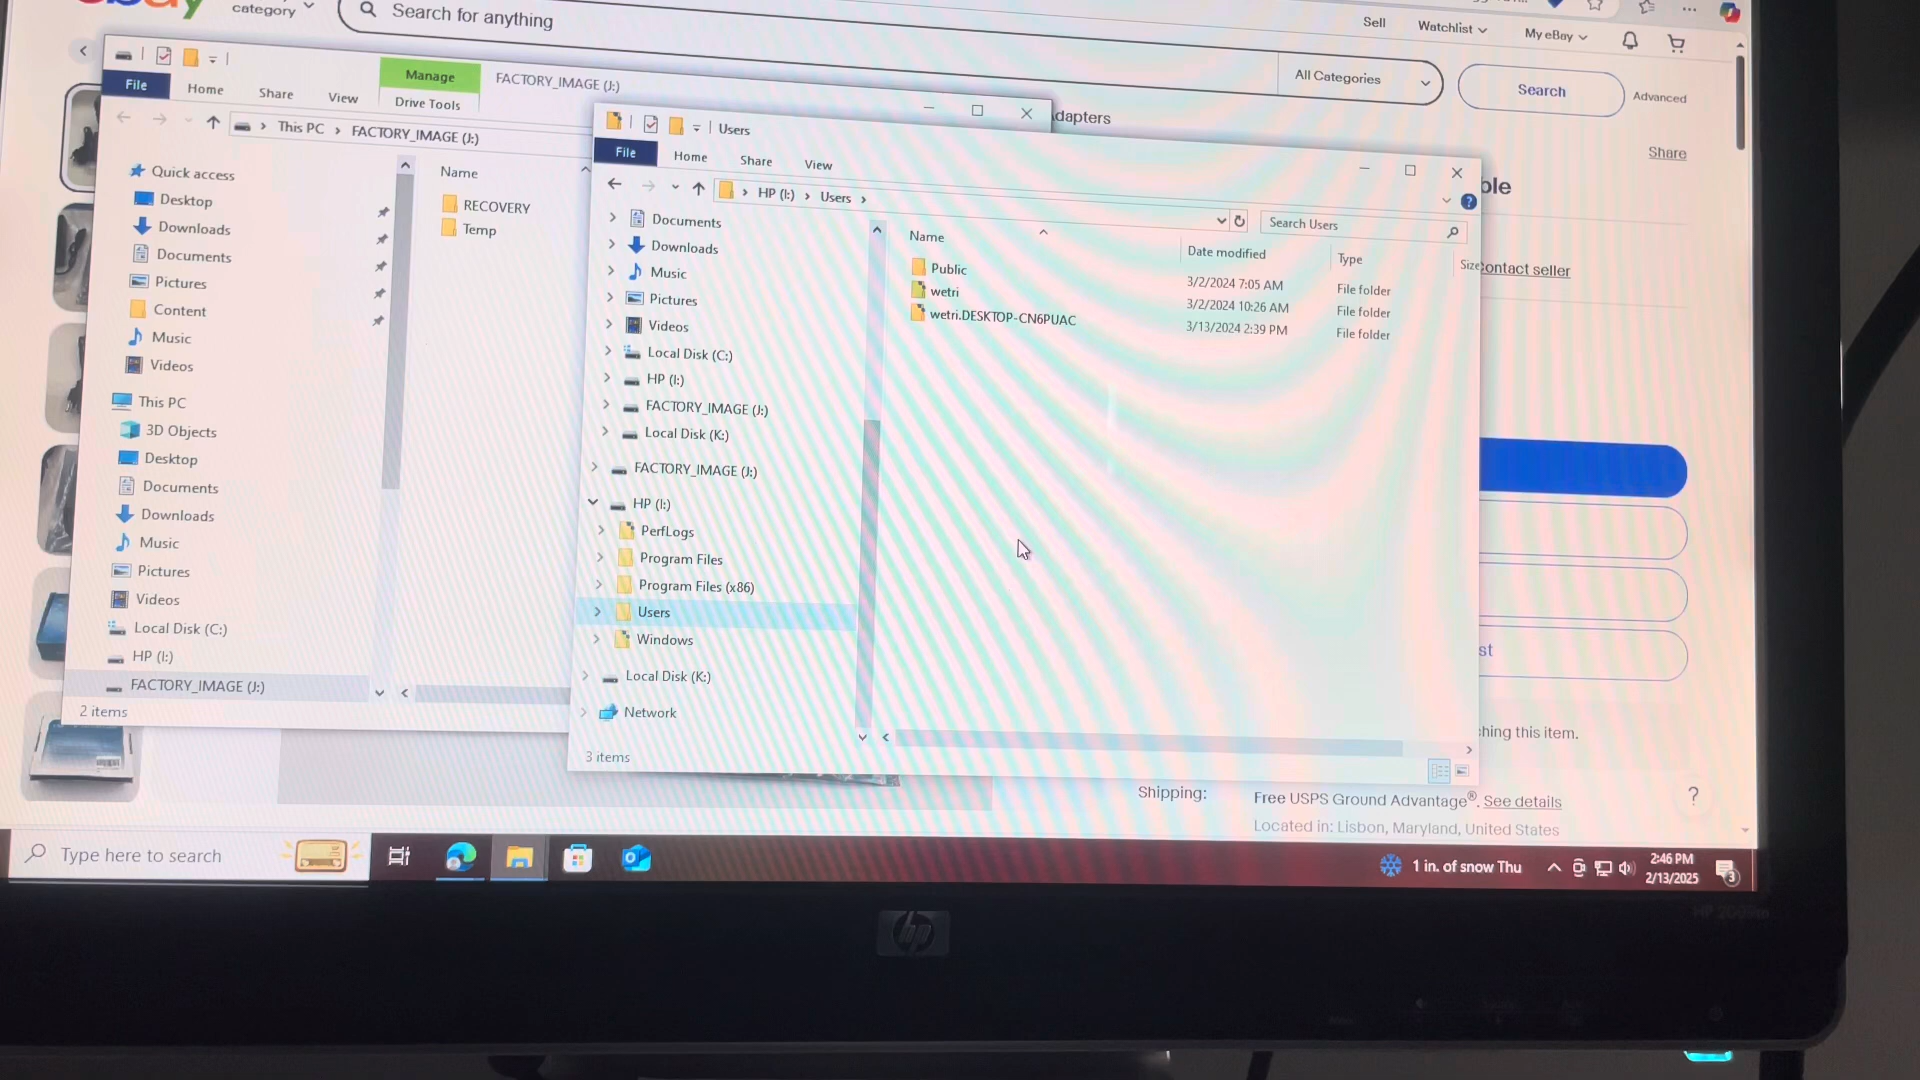 ebay
category
Search for anything
Sell
Watchlist
My eBay
All Categories
Search
Advanced
Manage
FACTORY_IMAGE (J:)
File
Home
Share
View
Drive Tools
This PC > FACTORY_IMAGE (J:)
Quick access
Desktop
Downloads
Documents
Pictures
Content
Music
Videos
This PC
3D Objects
Desktop
Documents
Downloads
Music
Pictures
Videos
Local Disk (C:)
HP (I:)
FACTORY_IMAGE (J:)
2 items
Name
RECOVERY
Temp
dapters
Share
ble
contact seller
st
hing this item.
Shipping:
Free USPS Ground Advantage®. See details
Located in: Lisbon, Maryland, United States
?
Users
File
Home
Share
View
HP (I:) > Users >
Search Users
?
Documents
Downloads
Music
Pictures
Videos
Local Disk (C:)
HP (I:)
FACTORY_IMAGE (J:)
Local Disk (K:)
FACTORY_IMAGE (J:)
HP (I:)
PerfLogs
Program Files
Program Files (x86)
Users
Windows
Local Disk (K:)
Network
3 items
Name Date modified Type Size
Public 3/2/2024 7:05 AM File folder
wetri 3/2/2024 10:26 AM File folder
wetri.DESKTOP-CN6PUAC 3/13/2024 2:39 PM File folder
Type here to search
1 in. of snow Thu
2:46 PM
2/13/2025
3
hp